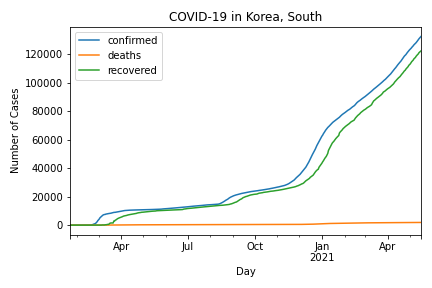 COVID-19 in Korea, South
confirmed
deaths
recovered
120000
100000
80000
60000
40000
20000
0
Number of Cases
Apr
Jul
Oct
Jan
2021
Apr
Day